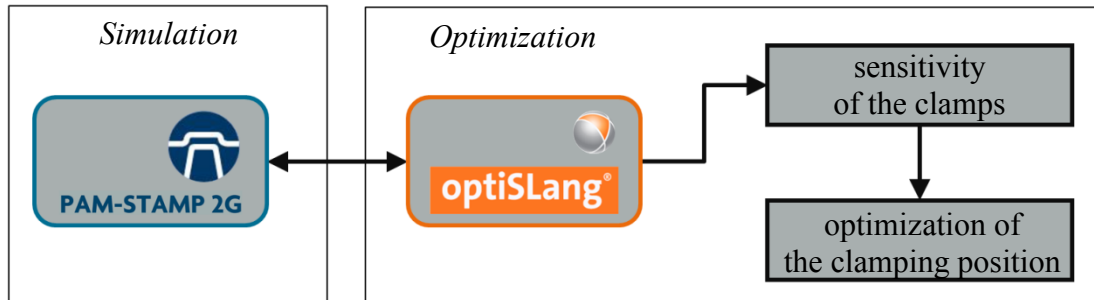 Simulation
PAM-STAMP 2G
Optimization
optiSLang®
sensitivity
of the clamps
optimization of
the clamping position